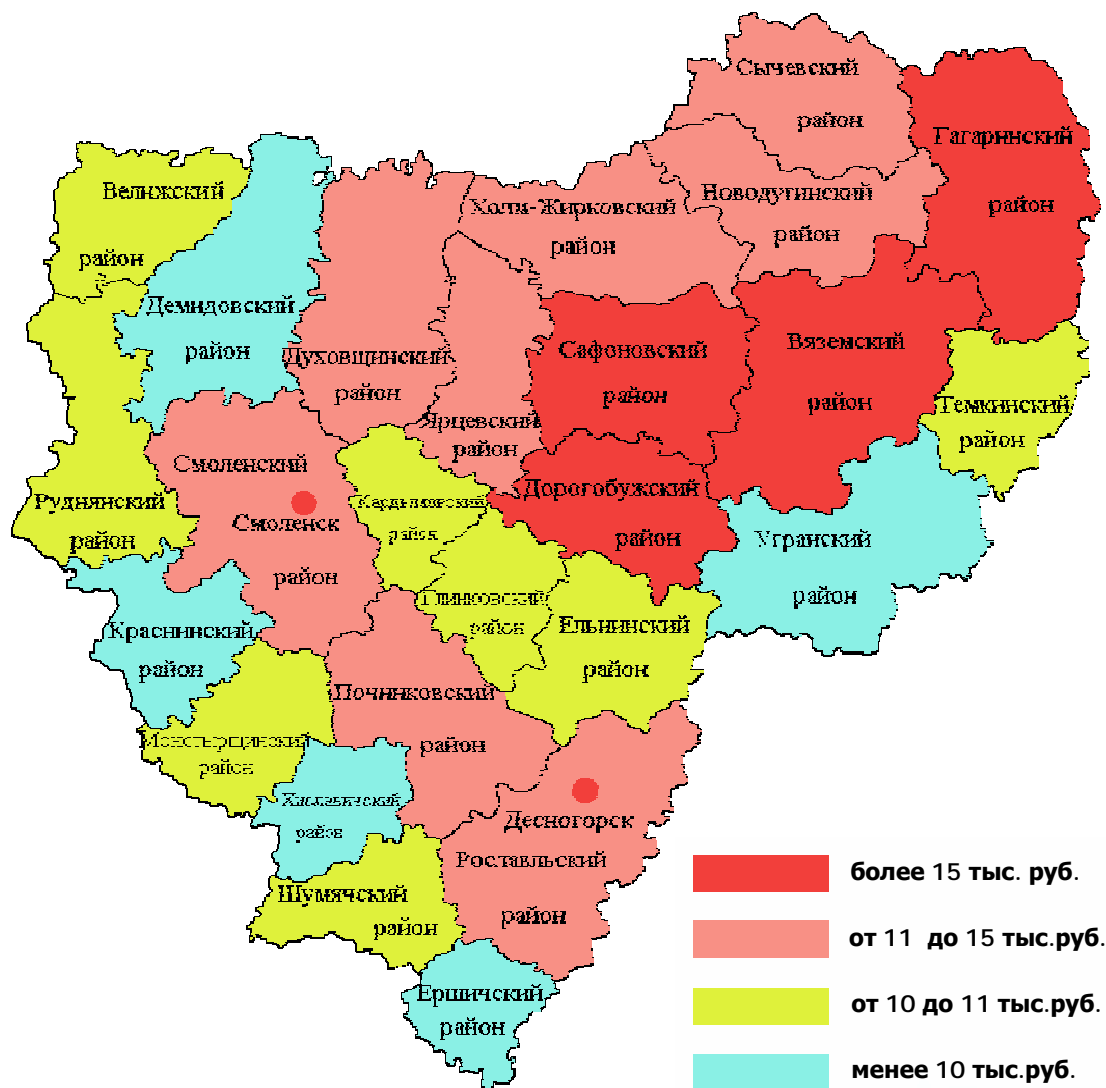 Сычевский
район
Гагаринский
район
Велижский
район
Холм-Жирковский
район
Новодугинский
район
Демидовский
район
Духовщинский
район
Сафоновский
район
Вяземский
район
Темкинский
район
Ярцевский
район
Смоленский
Смоленск
район
Руднянский
район
Кардымовский
район
Дорогобужский
район
Угранский
район
Глинковский
район
Ельнинский
район
Краснинский
район
Починковский
район
район
Хиславичский
район
Десногорск
район
Шумячский
район
Ершичский
район
более 15 тыс. руб.
от 11 до 15 тыс.руб.
от 10 до 11 тыс.руб.
менее 10 тыс.руб.